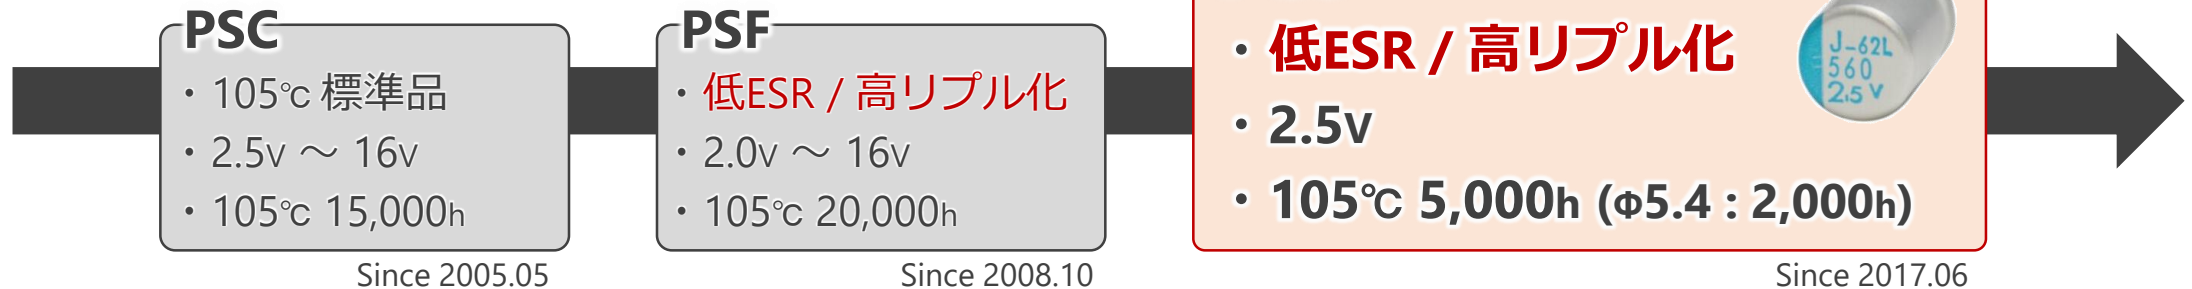 PSC
・105℃ 標準品
・2.5V ～ 16V
・105℃ 15,000h
Since 2005.05
PSF
・低ESR / 高リプル化
・2.0V ～ 16V
・105℃ 20,000h
Since 2008.10
・低ESR / 高リプル化
・2.5V
・105℃ 5,000h (Φ5.4 : 2,000h)
J-62L
560
2.5 V
Since 2017.06